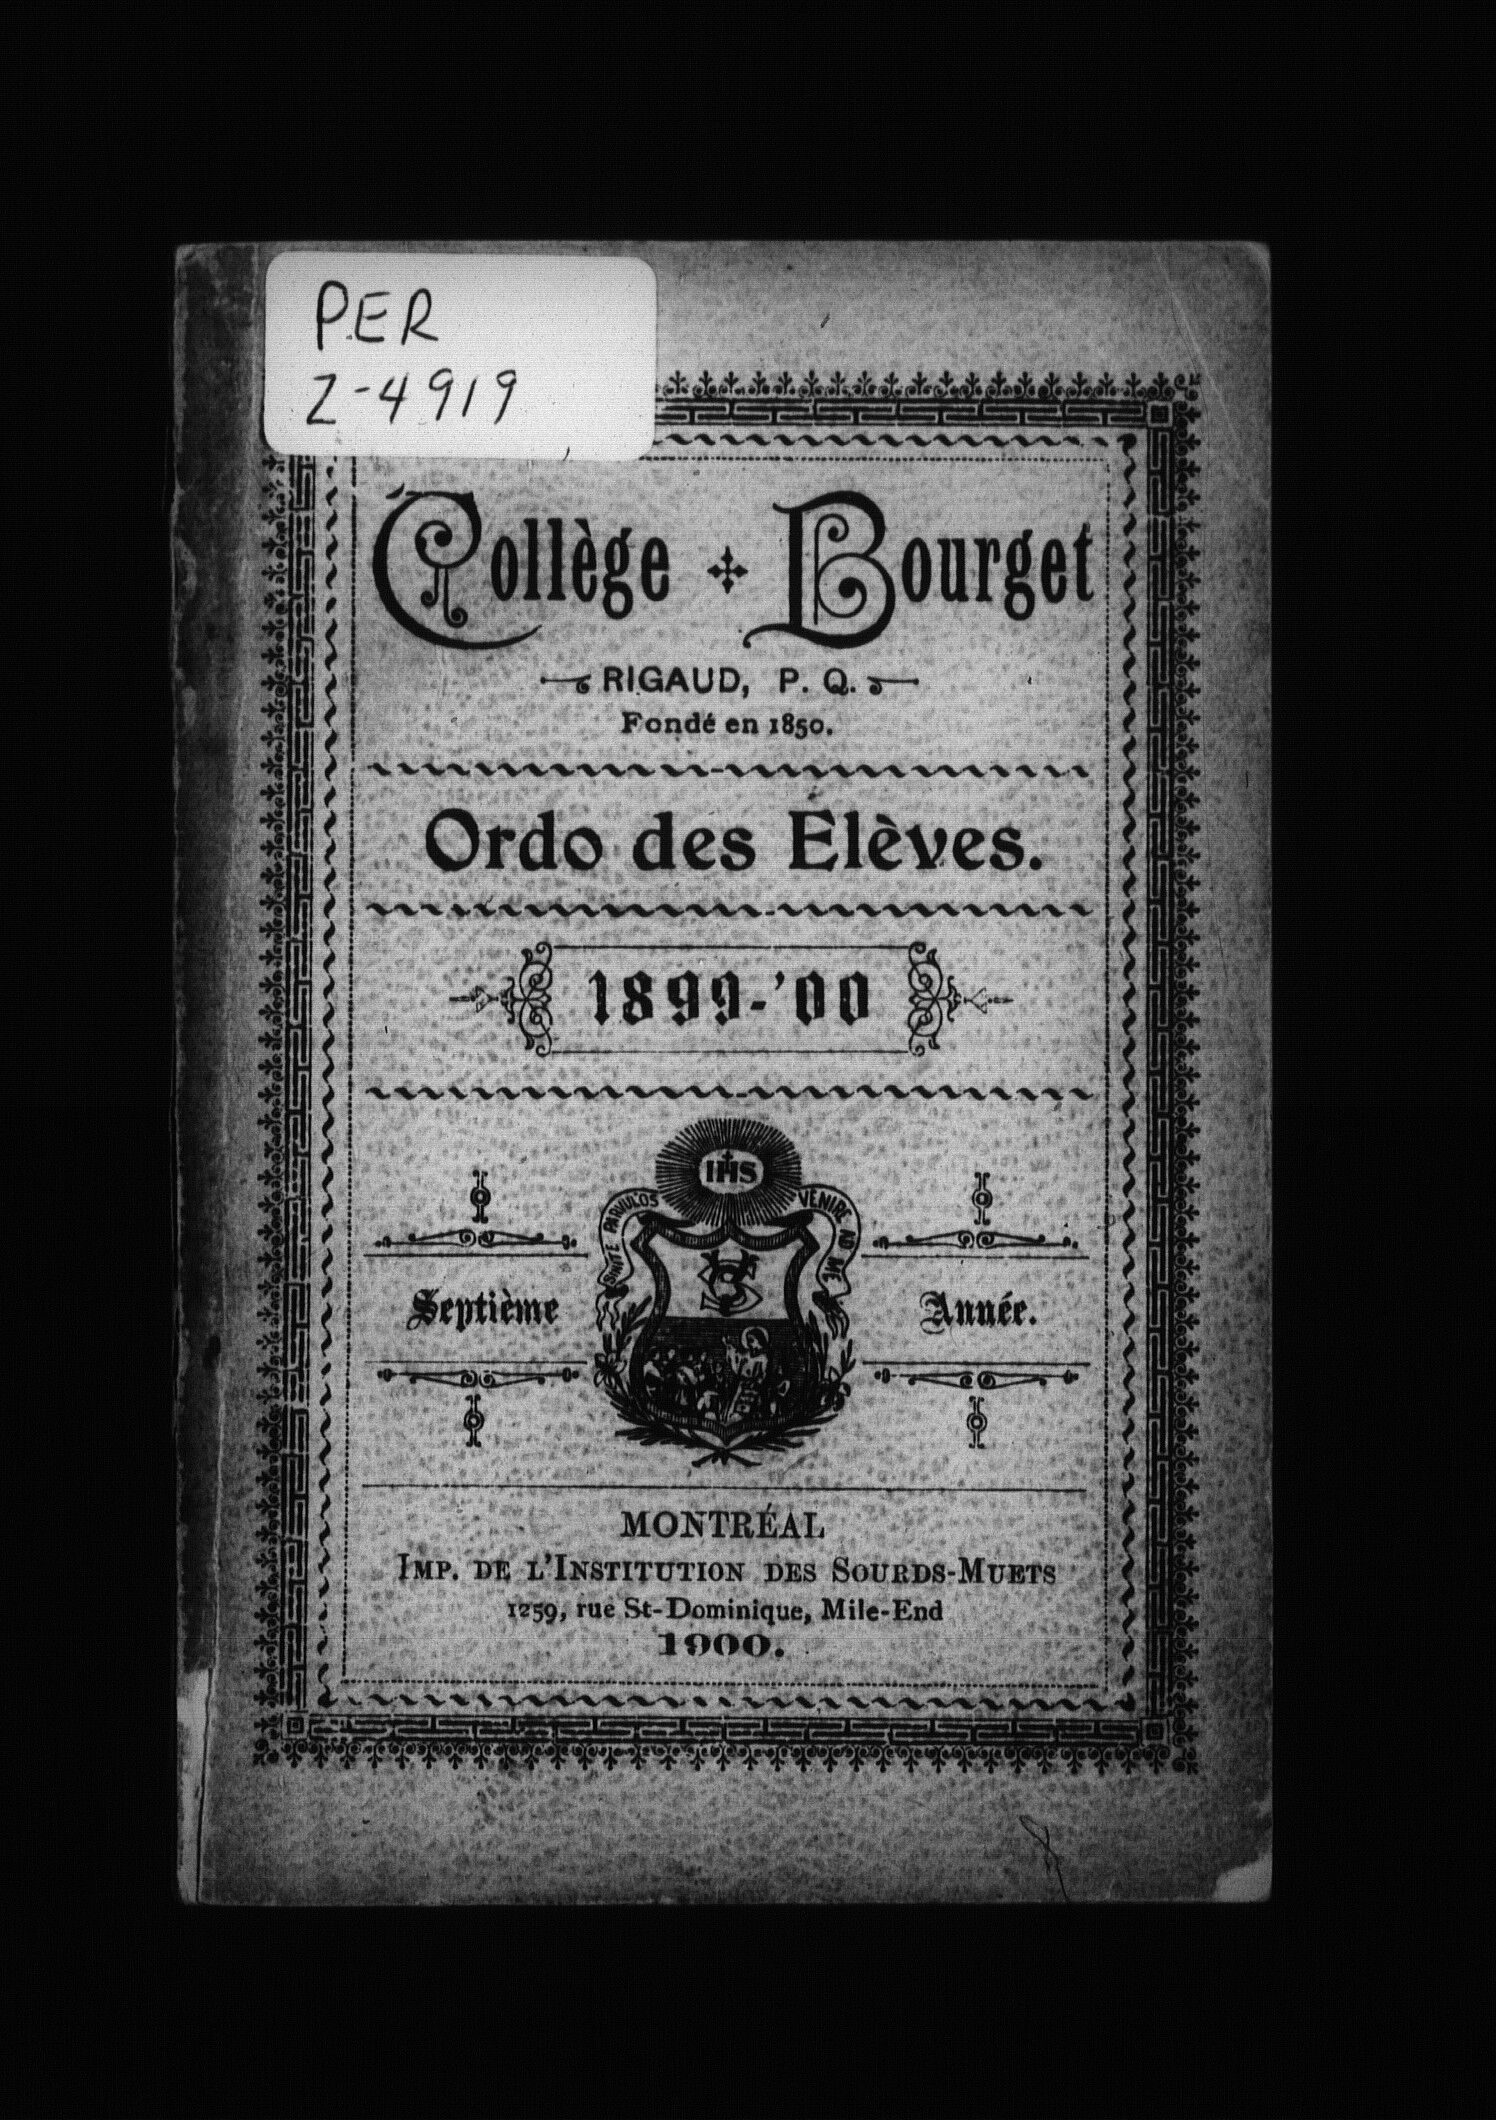 PER
Z-4919
Collège Bourget
RIGAUD, P. Q.
Fondé en 1850.
Ordo des Élèves.
1899-'00
IHS
SINITE PARVULOS VENIRE AD ME
Septième Année.
MONTRÉAL
IMP. DE L'INSTITUTION DES SOURDS-MUETS
1259, rue St-Dominique, Mile-End
1900.